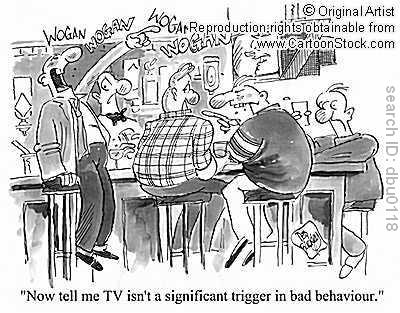 © Original Artist
Reproduction rights obtainable from
www.CartoonStock.com
WOGAN WOGAN WOGAN WOGAN
search ID: dbu0118
"Now tell me TV isn't a significant trigger in bad behaviour."